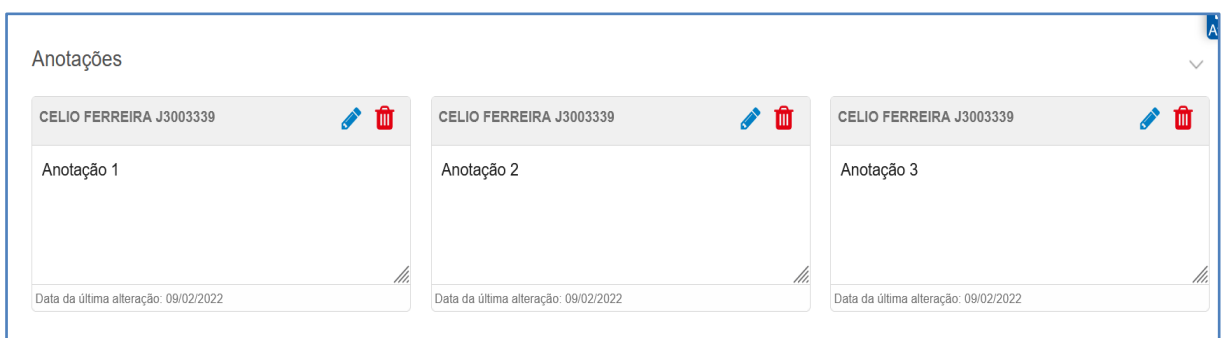 A
Anotações
CELIO FERREIRA J3003339
Anotação 1
Data da última alteração: 09/02/2022
CELIO FERREIRA J3003339
Anotação 2
Data da última alteração: 09/02/2022
CELIO FERREIRA J3003339
Anotação 3
Data da última alteração: 09/02/2022